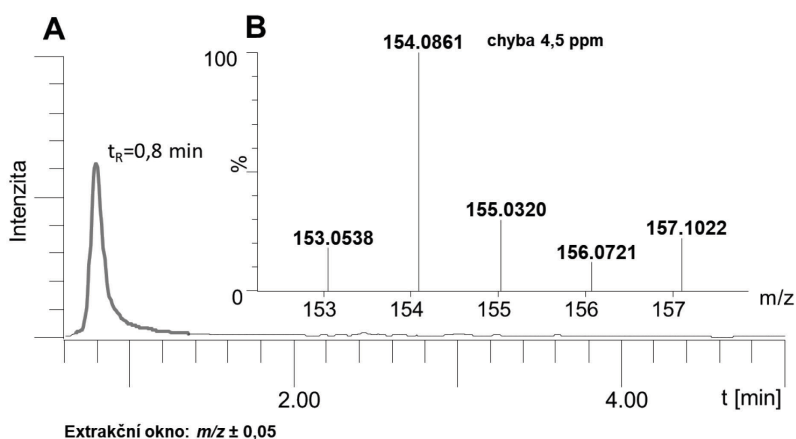 A
B
154.0861
chyba 4,5 ppm
100
tR=0,8 min
%
Intenzita
157.1022
155.0320
153.0538
156.0721
0
153
154
155
156
157
m/z
2.00
4.00
t [min]
Extrakční okno: m/z ± 0,05